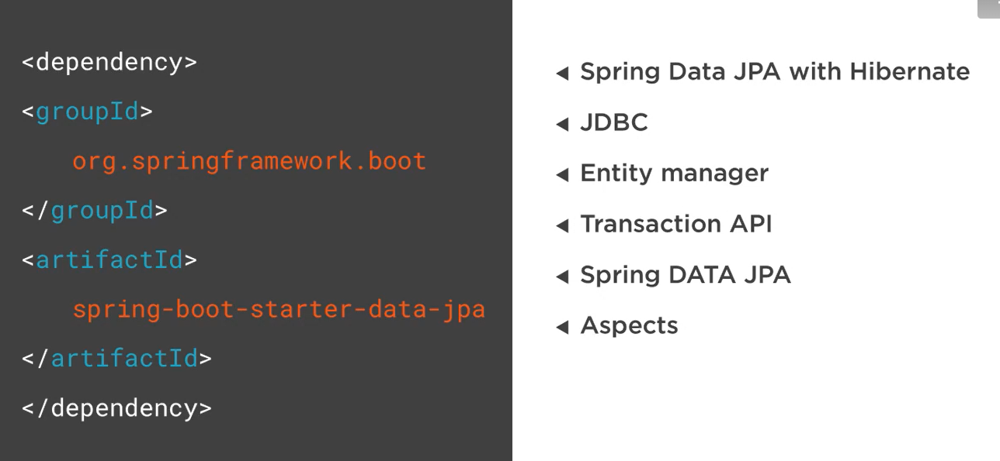 <dependency>
<groupId>
org.springframework.boot
</groupId>
<artifactId>
spring-boot-starter-data-jpa
</artifactId>
</dependency>
Spring Data JPA with Hibernate
JDBC
Entity manager
Transaction API
Spring DATA JPA
Aspects